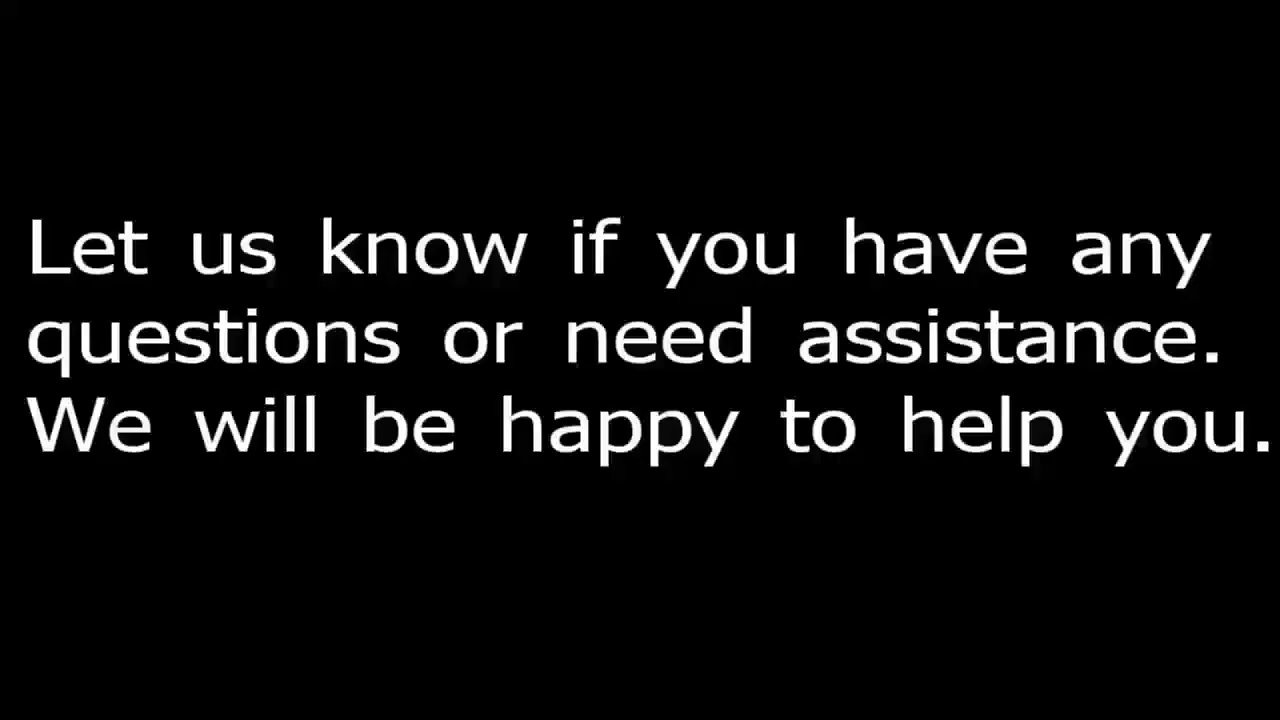 Let us know if you have any
questions or need assistance.
We will be happy to help you.